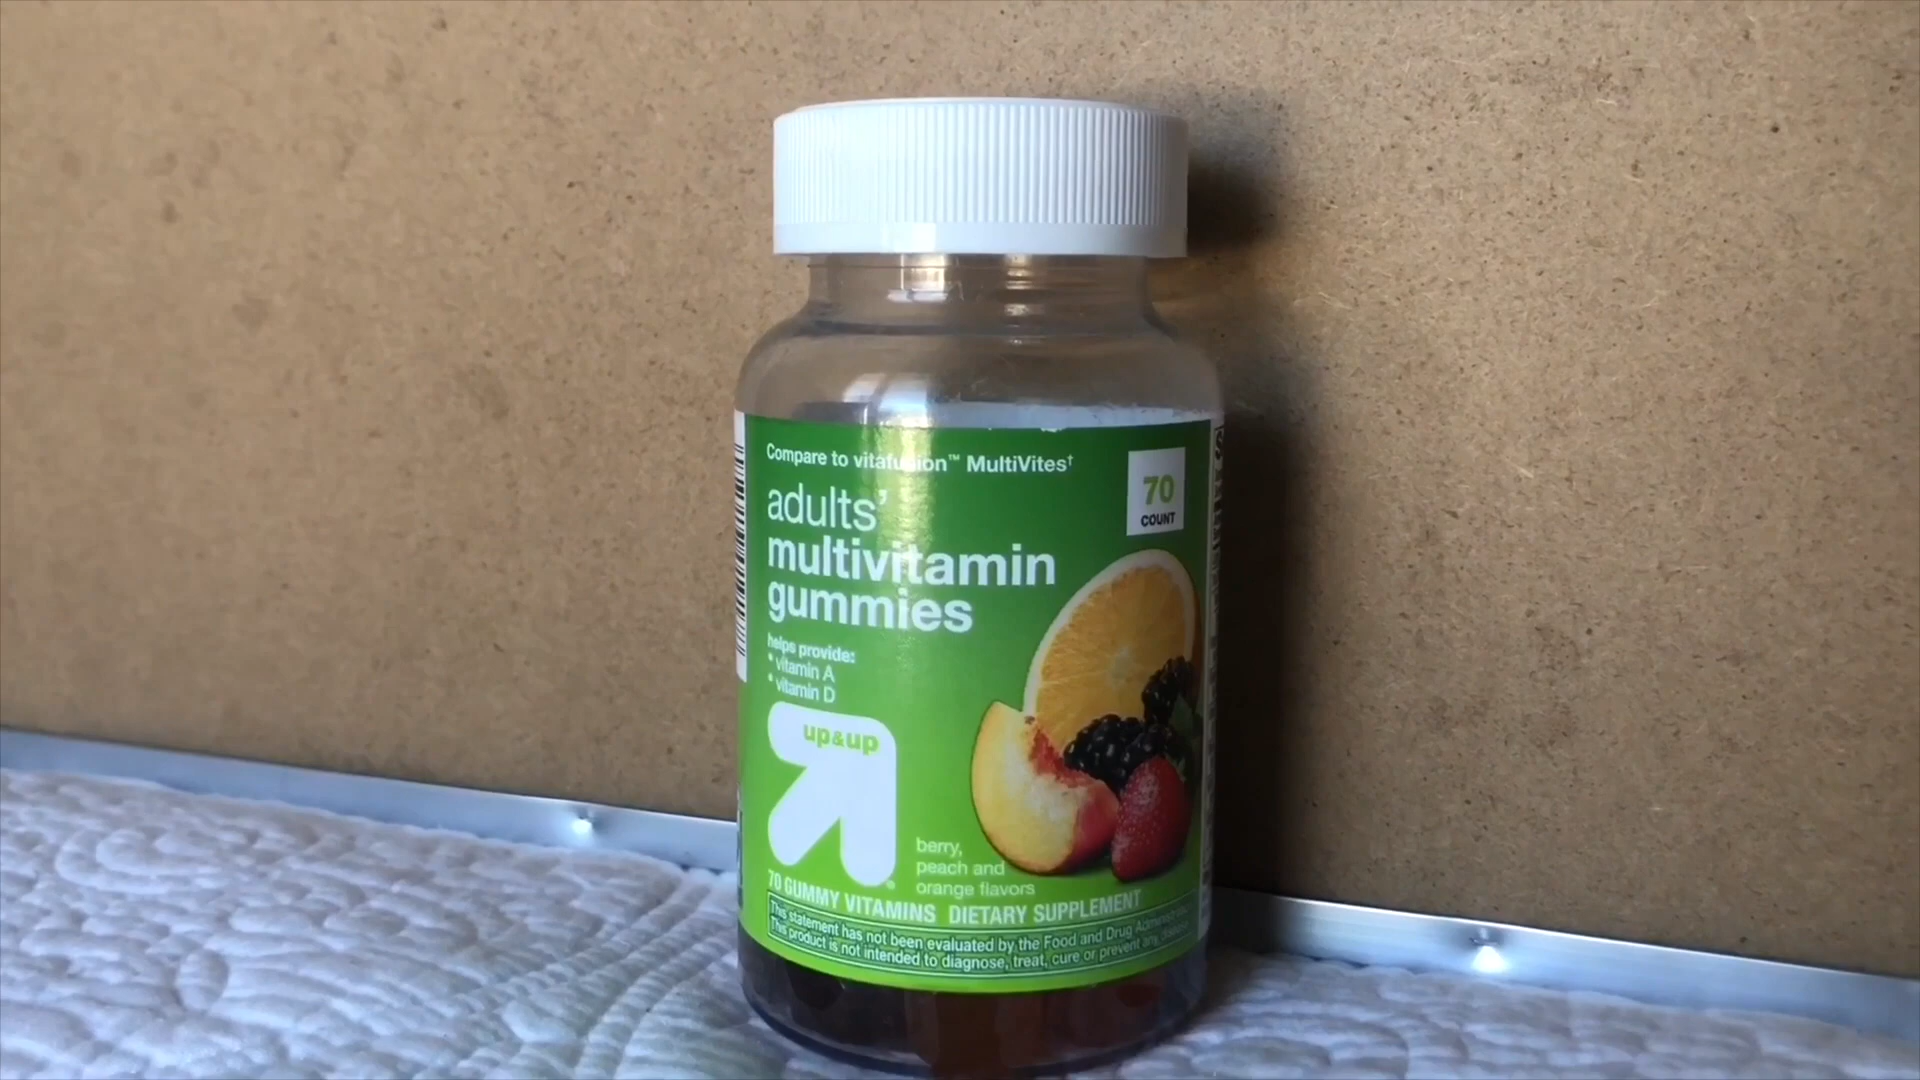 Compare to vitafusion™ MultiVites†
70
COUNT
adults'
multivitamin
gummies
helps provide:
• vitamin A
• vitamin D
up&up
berry,
peach and
orange flavors
70 GUMMY VITAMINS DIETARY SUPPLEMENT
This statement has not been evaluated by the Food and Drug
This product is not intended to diagnose, treat, cure or prevent any disease.